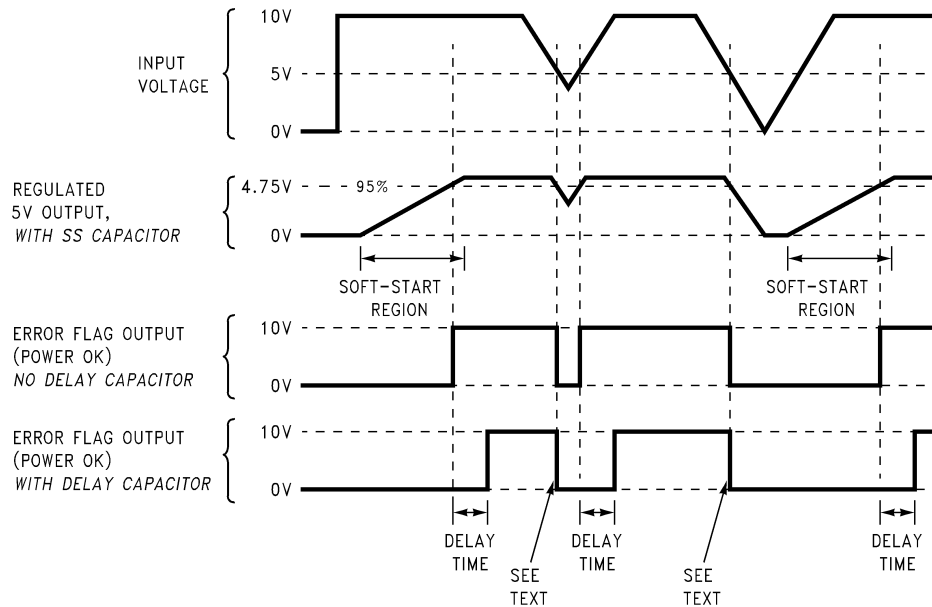 10V
INPUT
VOLTAGE
5V
0V
REGULATED
5V OUTPUT,
WITH SS CAPACITOR
4.75V
95%
0V
SOFT-START
REGION
SOFT-START
REGION
ERROR FLAG OUTPUT
(POWER OK)
NO DELAY CAPACITOR
10V
0V
ERROR FLAG OUTPUT
(POWER OK)
WITH DELAY CAPACITOR
10V
0V
DELAY
TIME
SEE
TEXT
DELAY
TIME
SEE
TEXT
DELAY
TIME